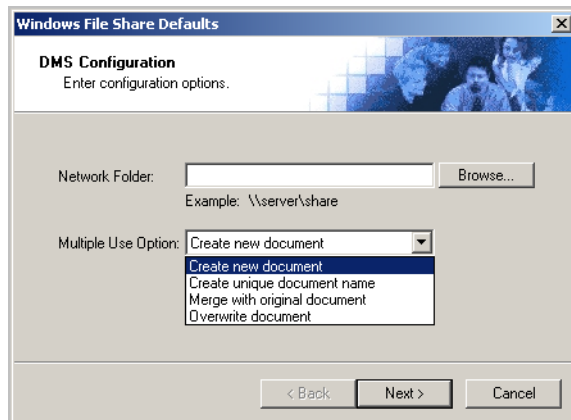 Windows File Share Defaults
DMS Configuration
Enter configuration options.
Network Folder:
Browse...
Example: \\server\share
Multiple Use Option: Create new document
Create new document
Create unique document name
Merge with original document
Overwrite document
< Back Next > Cancel